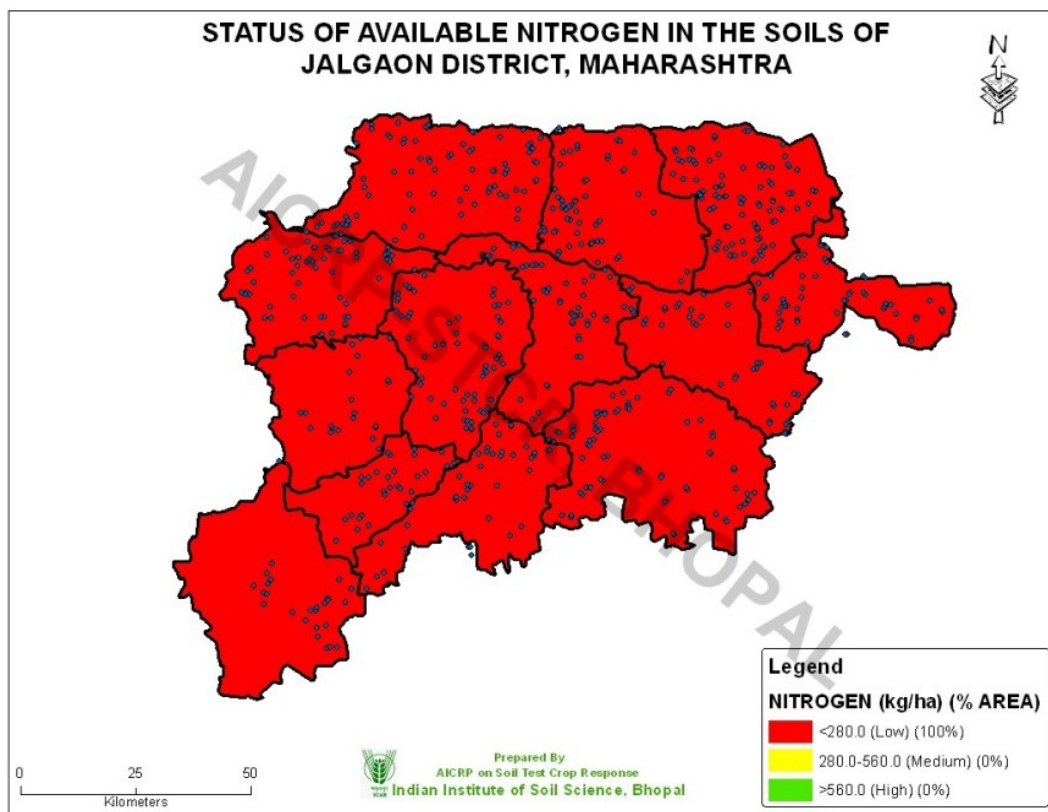 STATUS OF AVAILABLE NITROGEN IN THE SOILS OF
JALGAON DISTRICT, MAHARASHTRA
N
AICRP (STCR), BHOPAL
Legend
NITROGEN (kg/ha) (% AREA)
<280.0 (Low) (100%)
280.0-560.0 (Medium) (0%)
>560.0 (High) (0%)
Prepared By
AICRP on Soil Test Crop Response
Indian Institute of Soil Science, Bhopal
0 25 50
Kilometers